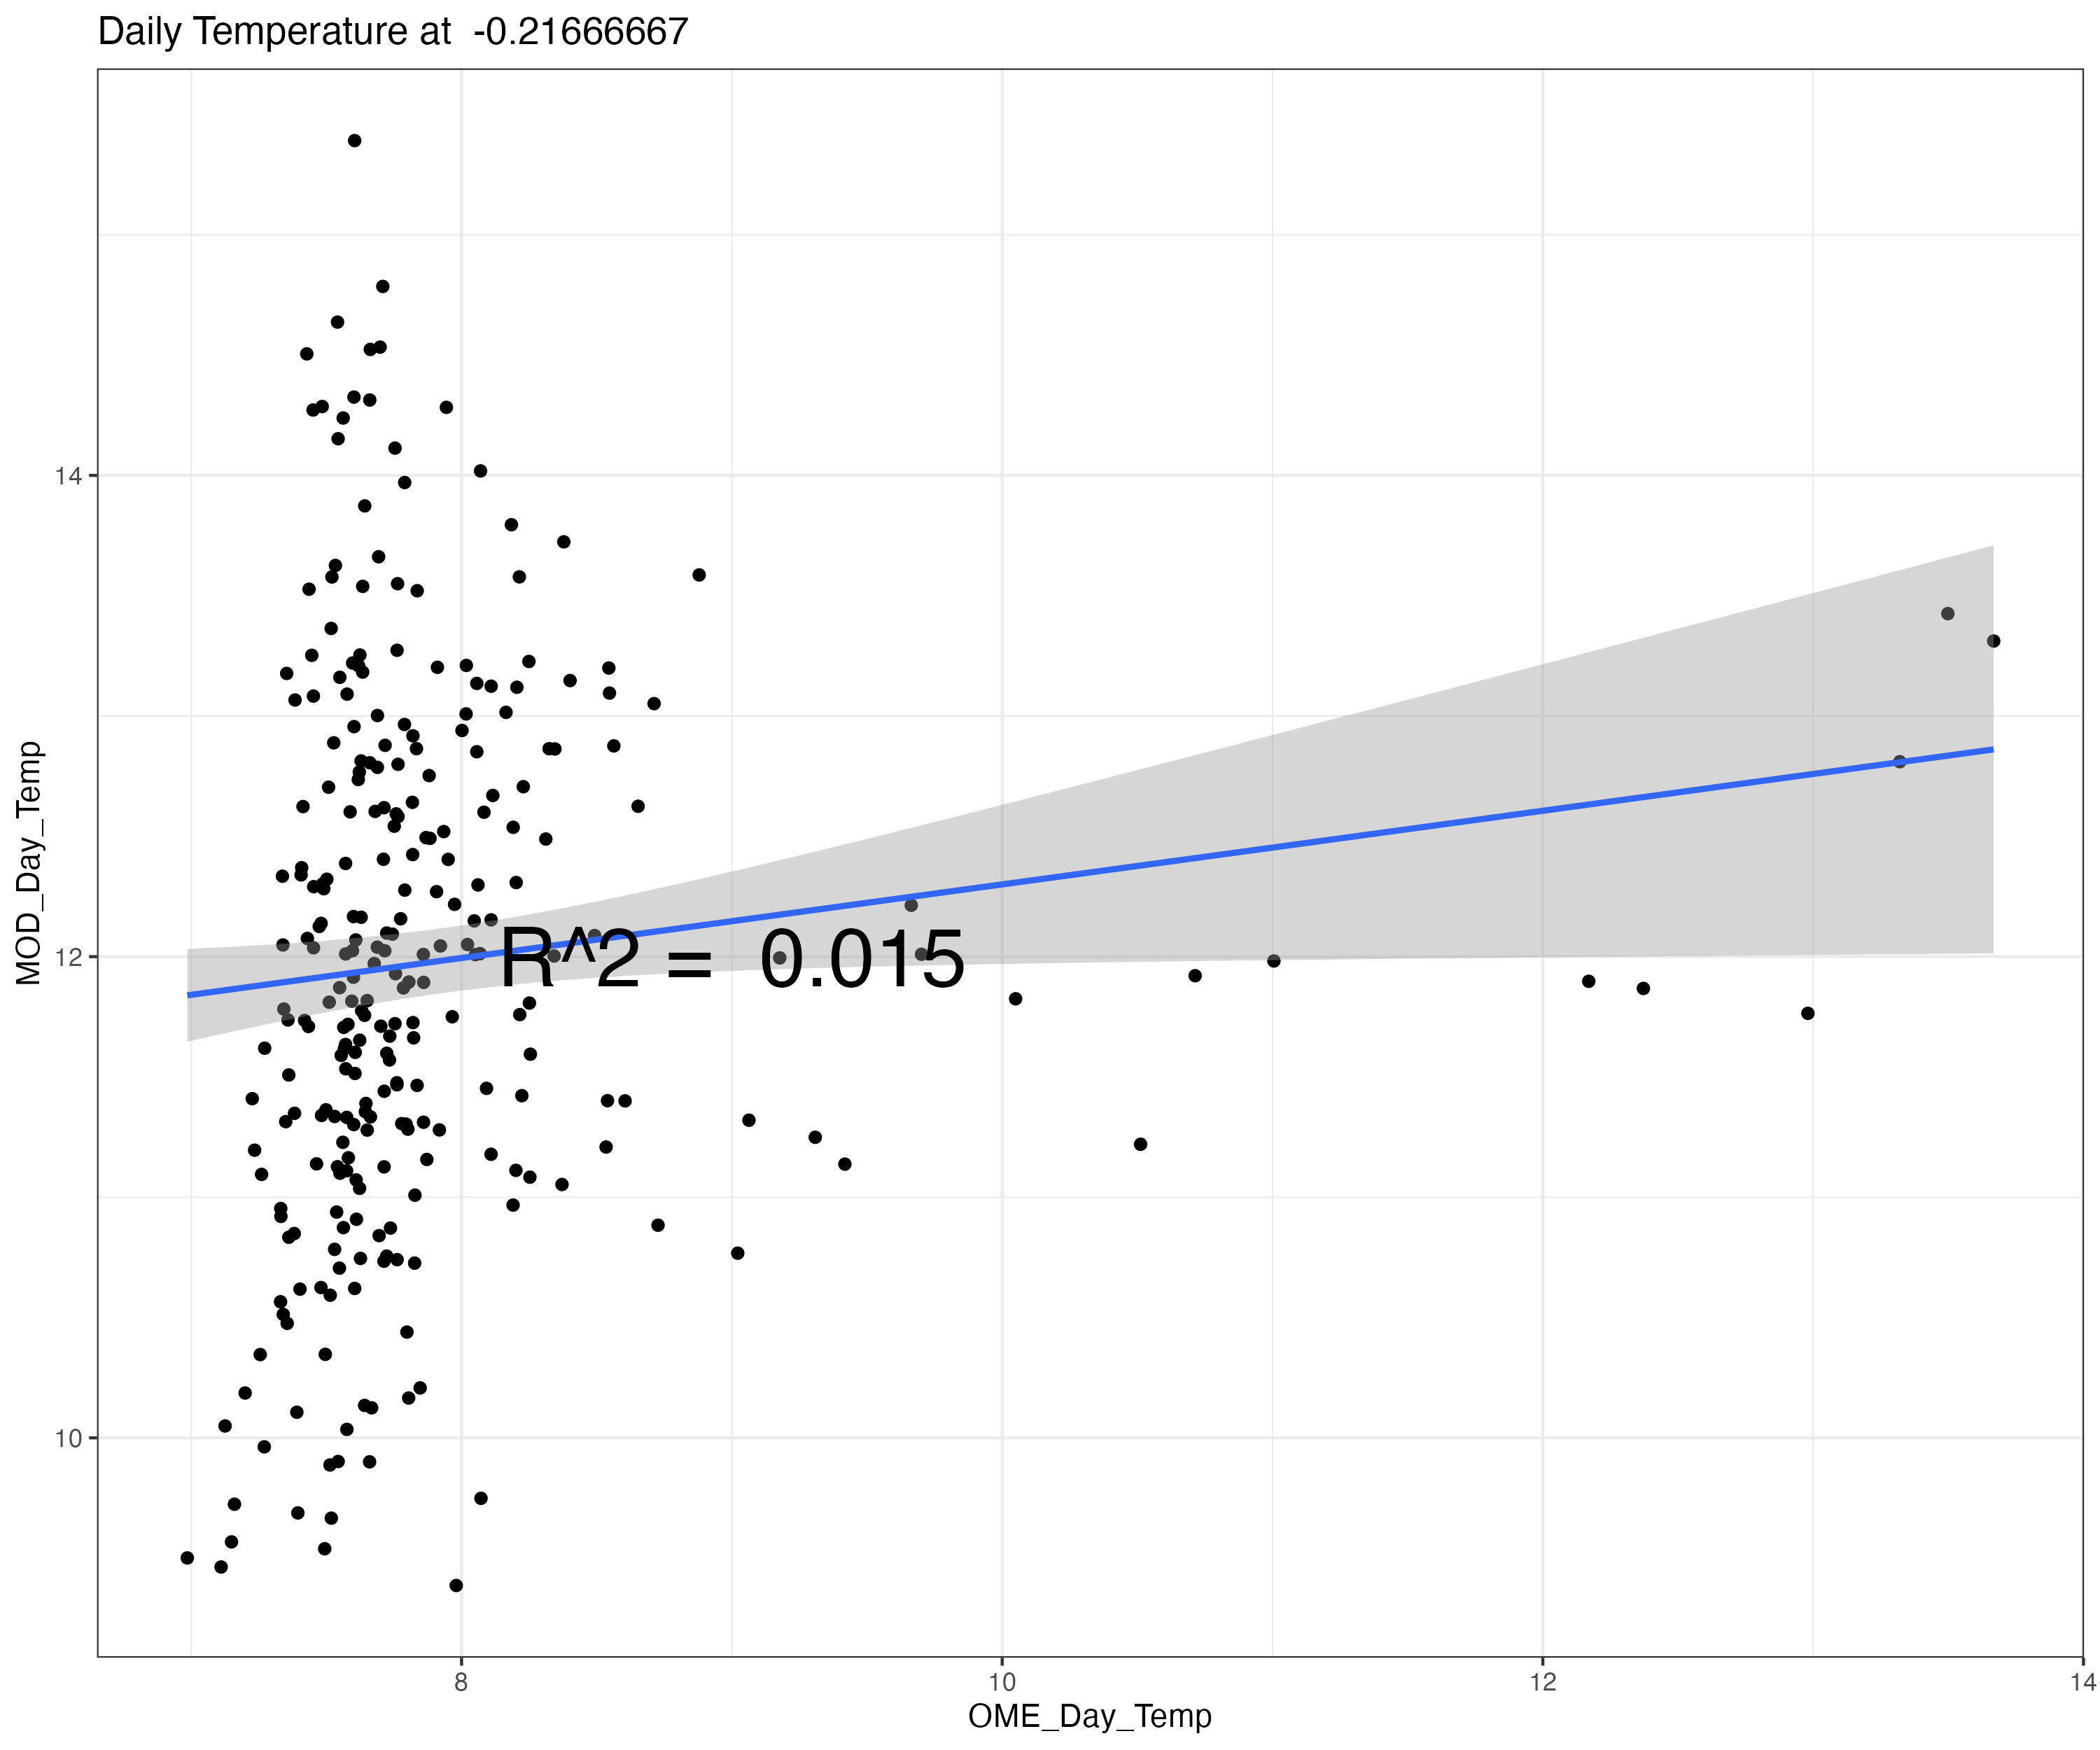 Daily Temperature at  -0.21666667
MOD_Day_Temp
14
12
10
R^2 =  0.015
8
10
12
14
OME_Day_Temp